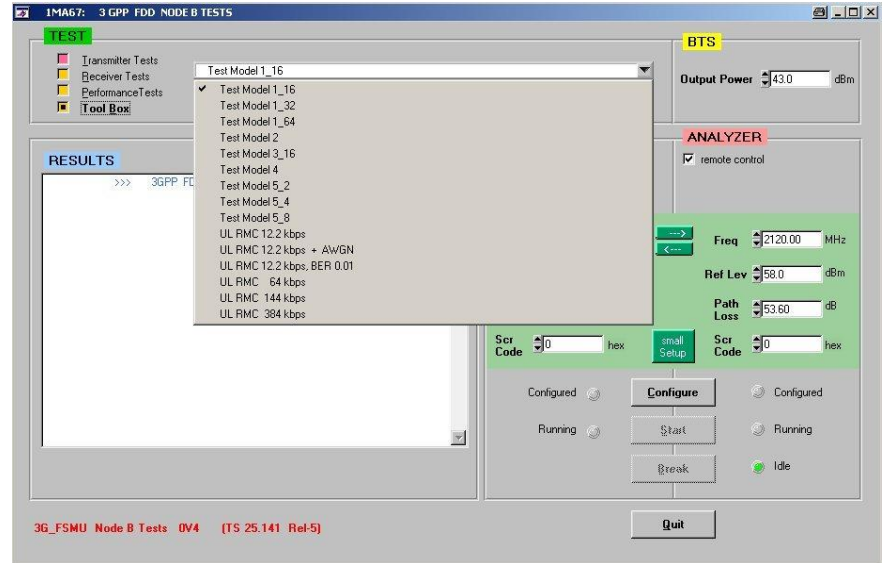 1MA67: 3 GPP FDD NODE B TESTS
TEST
Transmitter Tests
Receiver Tests
PerformanceTests
Tool Box
Test Model 1_16
Test Model 1_16
Test Model 1_32
Test Model 1_64
Test Model 2
Test Model 3_16
Test Model 4
Test Model 5_2
Test Model 5_4
Test Model 5_8
UL RMC 12.2 kbps
UL RMC 12.2 kbps + AWGN
UL RMC 12.2 kbps, BER 0.01
UL RMC 64 kbps
UL RMC 144 kbps
UL RMC 384 kbps
BTS
Output Power 43.0 dBm
RESULTS
>>> 3GPP FD
ANALYZER
remote control
--->
<---
Freq 2120.00 MHz
Ref Lev 58.0 dBm
Path Loss 53.60 dB
Scr Code 0 hex
small Setup
Scr Code 0 hex
Configured
Configure
Configured
Running
Start
Running
Break
Idle
3G_FSMU Node B Tests 0V4 (TS 25.141 Rel-5)
Quit